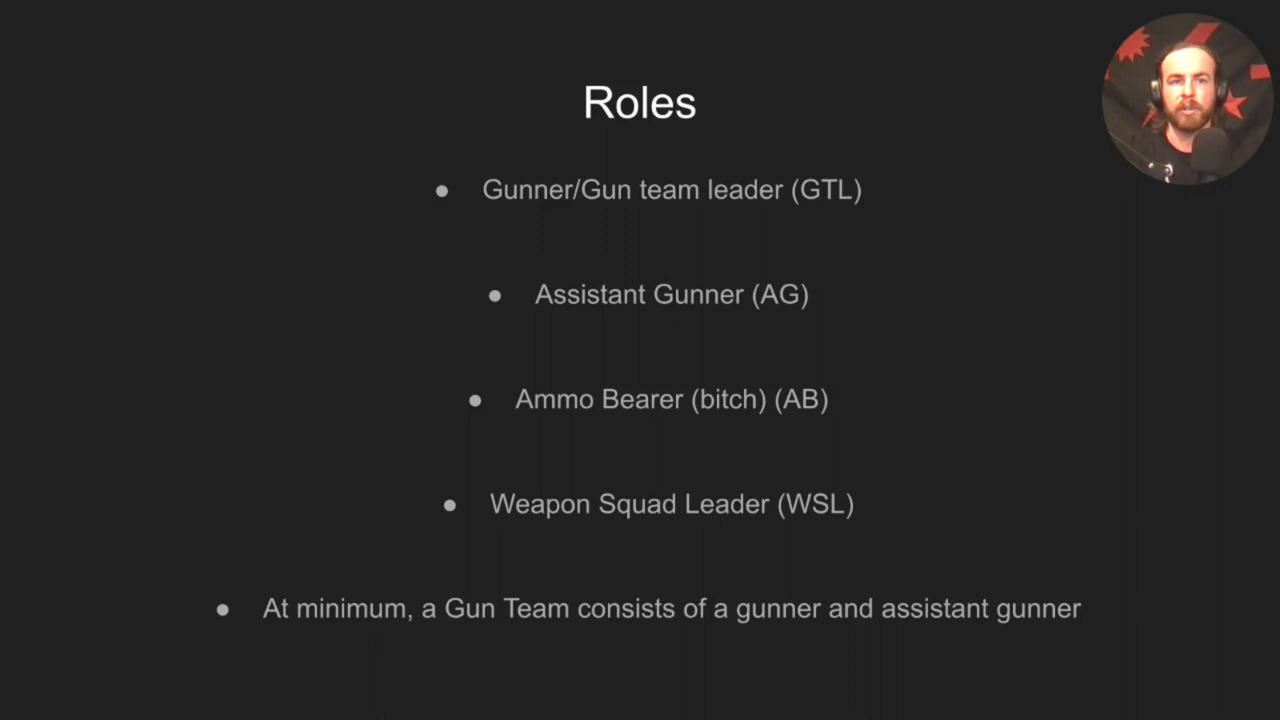 Roles
● Gunner/Gun team leader (GTL)
● Assistant Gunner (AG)
● Ammo Bearer (bitch) (AB)
● Weapon Squad Leader (WSL)
● At minimum, a Gun Team consists of a gunner and assistant gunner